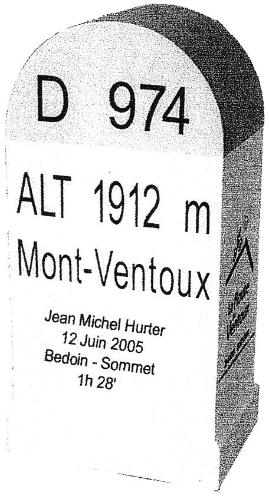 D 974
ALT 1912 m
Mont-Ventoux
Jean Michel Hurter
12 Juin 2005
Bedoin - Sommet
1h 28'